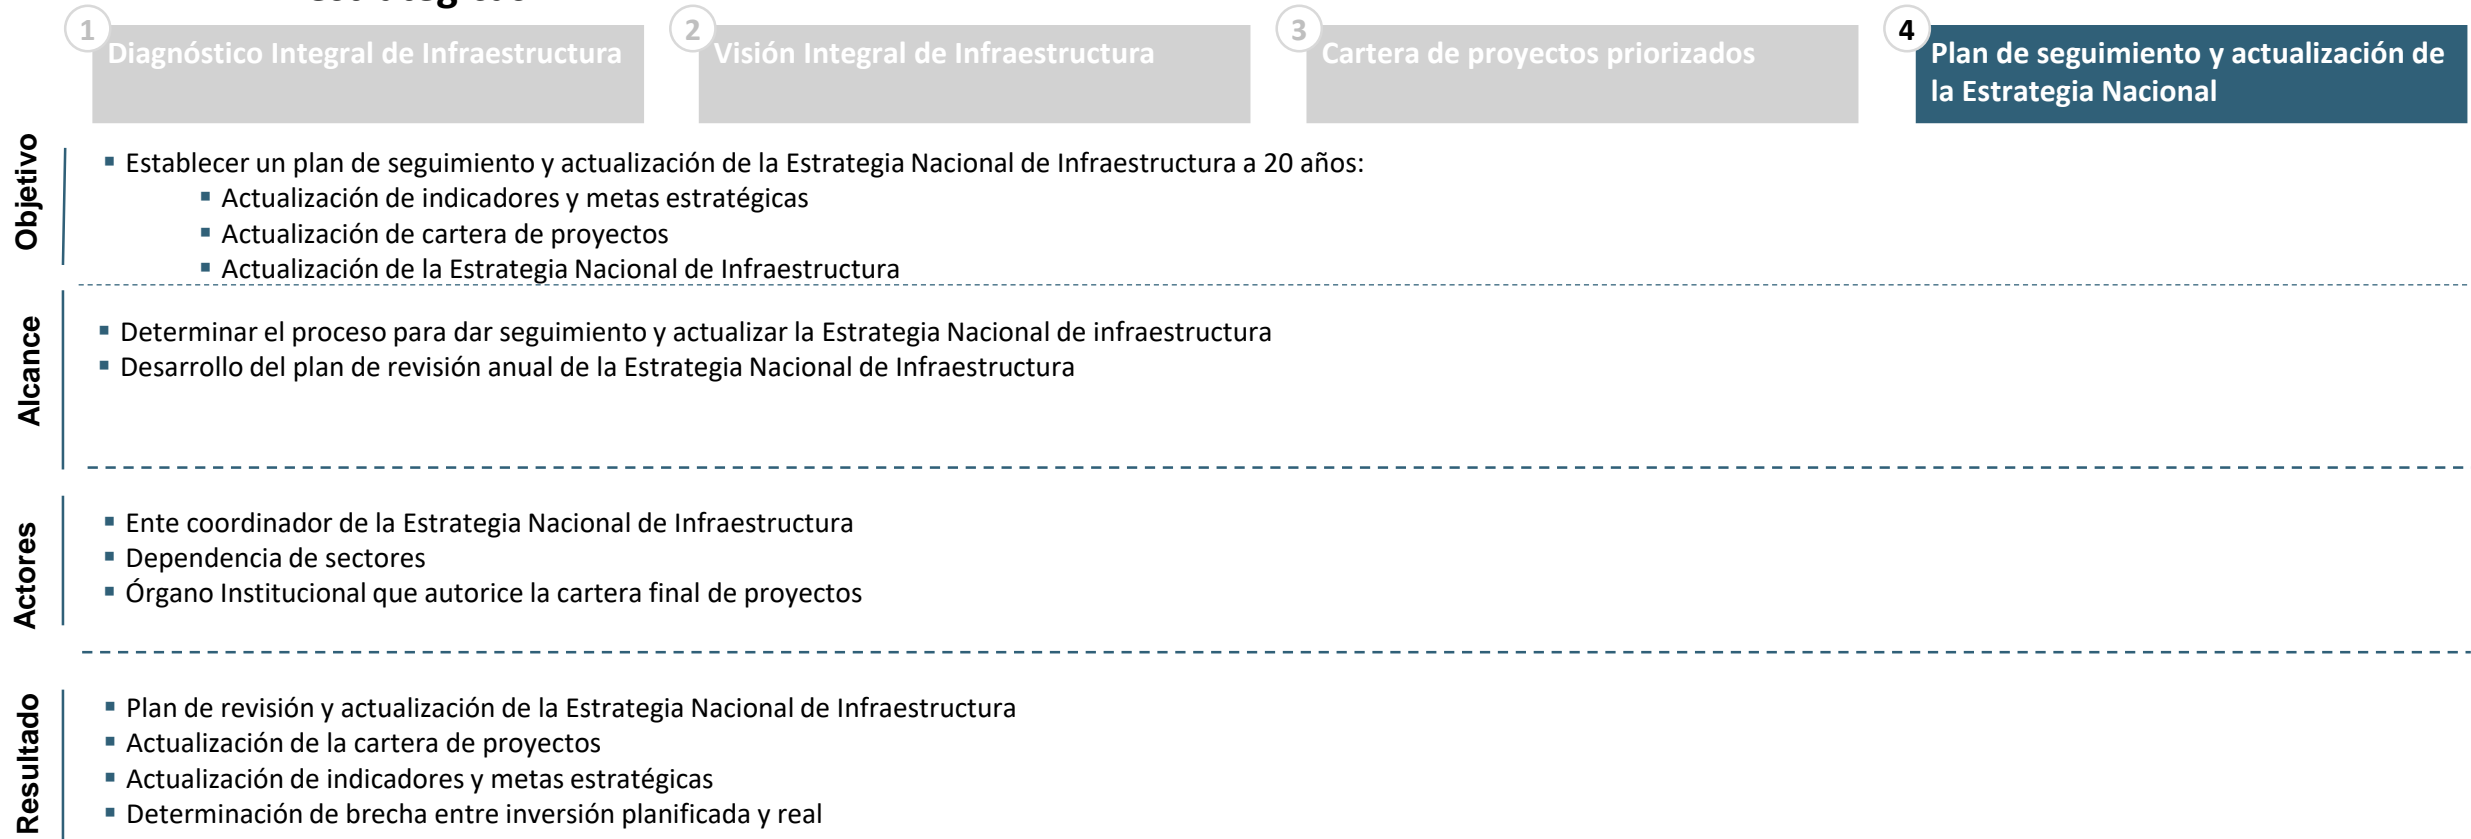 1
Diagnóstico Integral de Infraestructura
2
Visión Integral de Infraestructura
3
Cartera de proyectos priorizados
4
Plan de seguimiento y actualización de
la Estrategia Nacional
Objetivo
▪ Establecer un plan de seguimiento y actualización de la Estrategia Nacional de Infraestructura a 20 años:
▪ Actualización de indicadores y metas estratégicas
▪ Actualización de cartera de proyectos
▪ Actualización de la Estrategia Nacional de Infraestructura
Alcance
▪ Determinar el proceso para dar seguimiento y actualizar la Estrategia Nacional de infraestructura
▪ Desarrollo del plan de revisión anual de la Estrategia Nacional de Infraestructura
Actores
▪ Ente coordinador de la Estrategia Nacional de Infraestructura
▪ Dependencia de sectores
▪ Órgano Institucional que autorice la cartera final de proyectos
Resultado
▪ Plan de revisión y actualización de la Estrategia Nacional de Infraestructura
▪ Actualización de la cartera de proyectos
▪ Actualización de indicadores y metas estratégicas
▪ Determinación de brecha entre inversión planificada y real